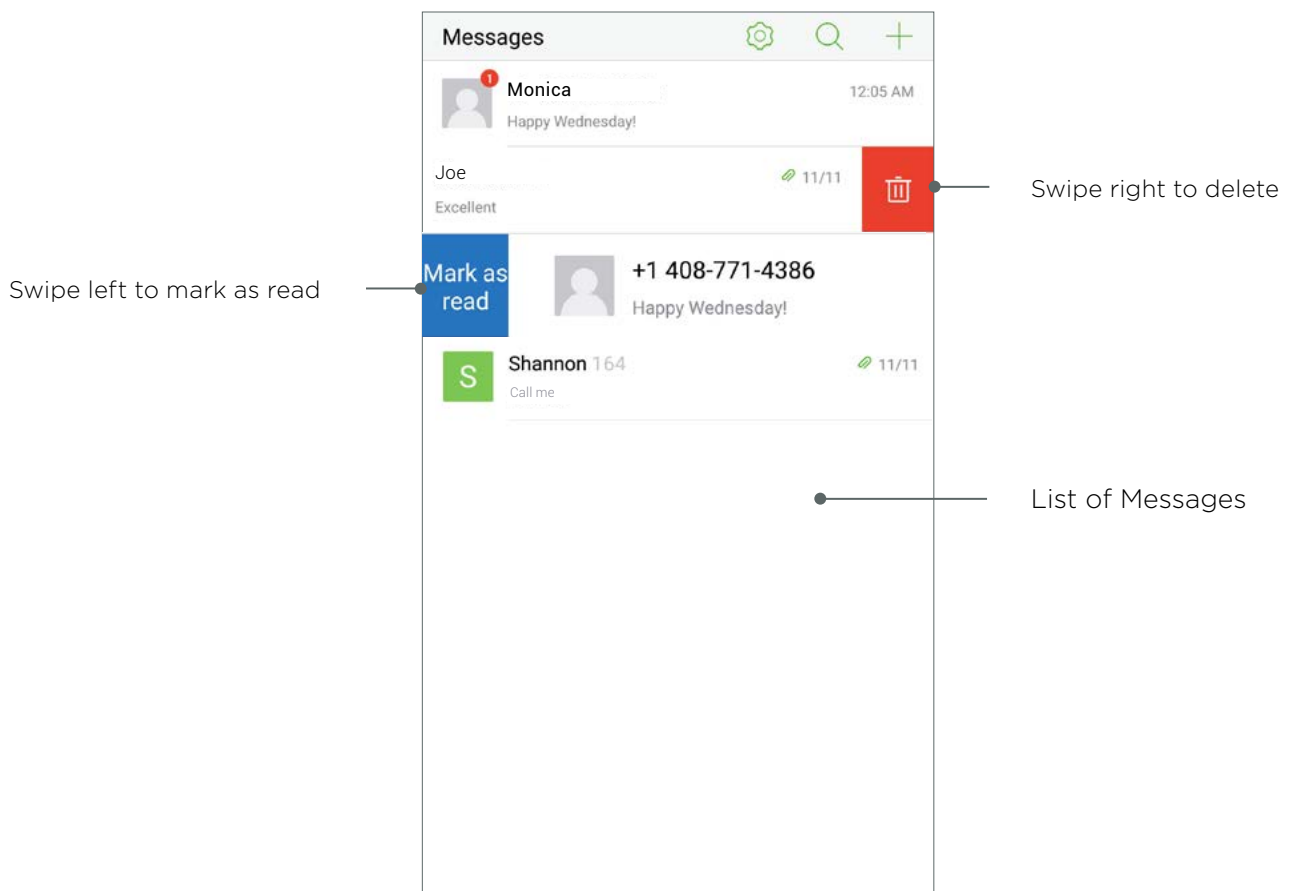 Messages
1
Monica
12:05 AM
Happy Wednesday!
Joe
11/11
Excellent
Swipe right to delete
Swipe left to mark as read
Mark as
read
+1 408-771-4386
Happy Wednesday!
S
Shannon 164
11/11
Call me
List of Messages